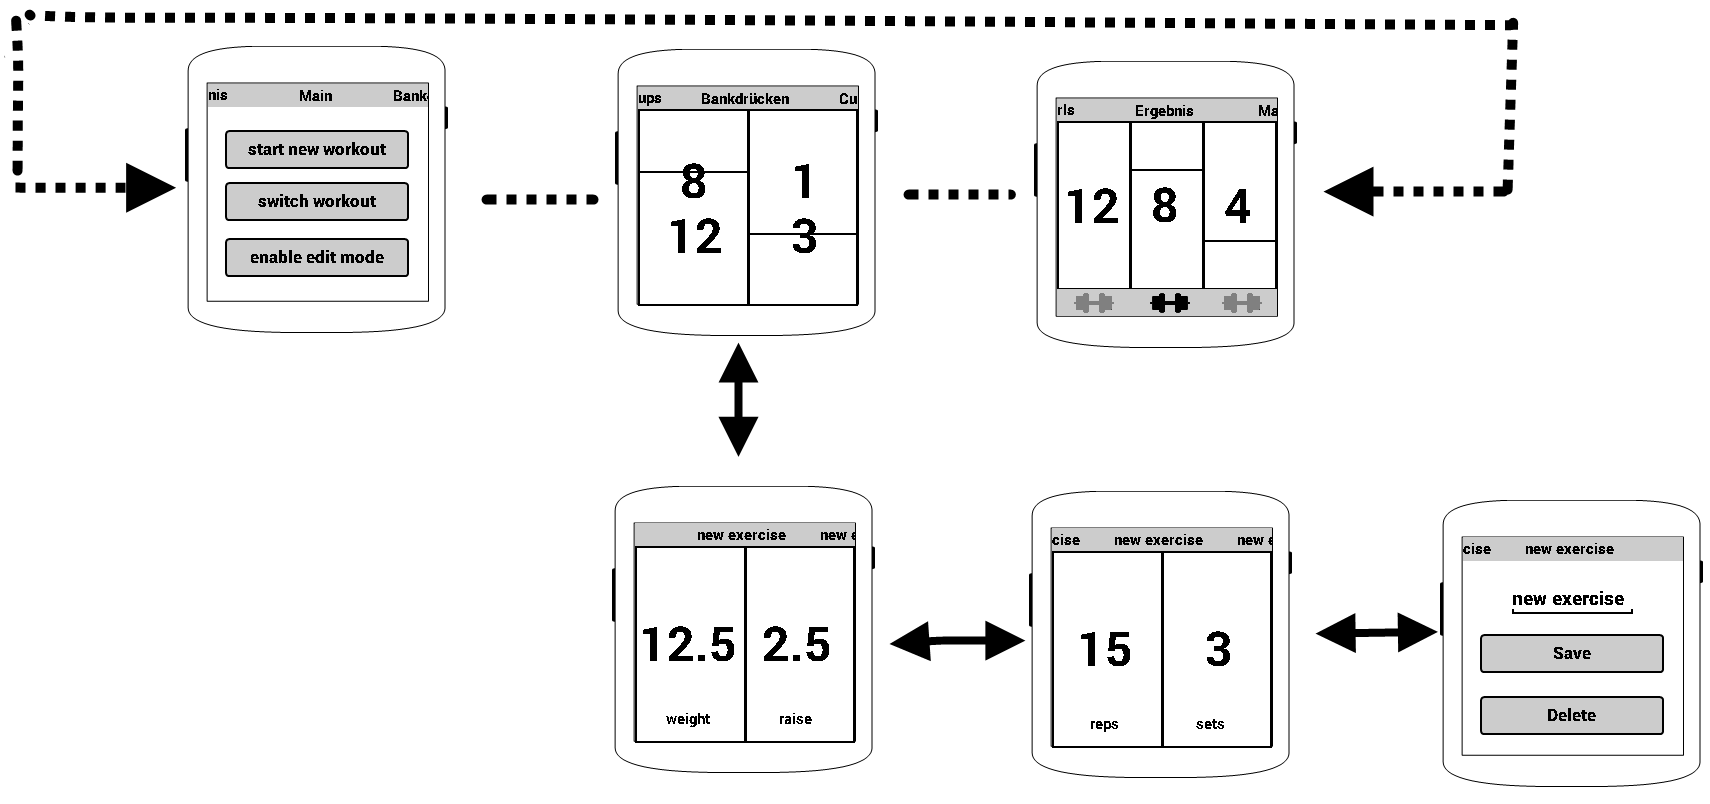 nis Main Bank
start new workout
switch workout
enable edit mode
ups Bankdrücken Cu
8 1
12 3
rls Ergebnis Ma
12 8 4
new exercise new e
12.5 2.5
weight raise
cise new exercise new e
15 3
reps sets
cise new exercise
new exercise
Save
Delete